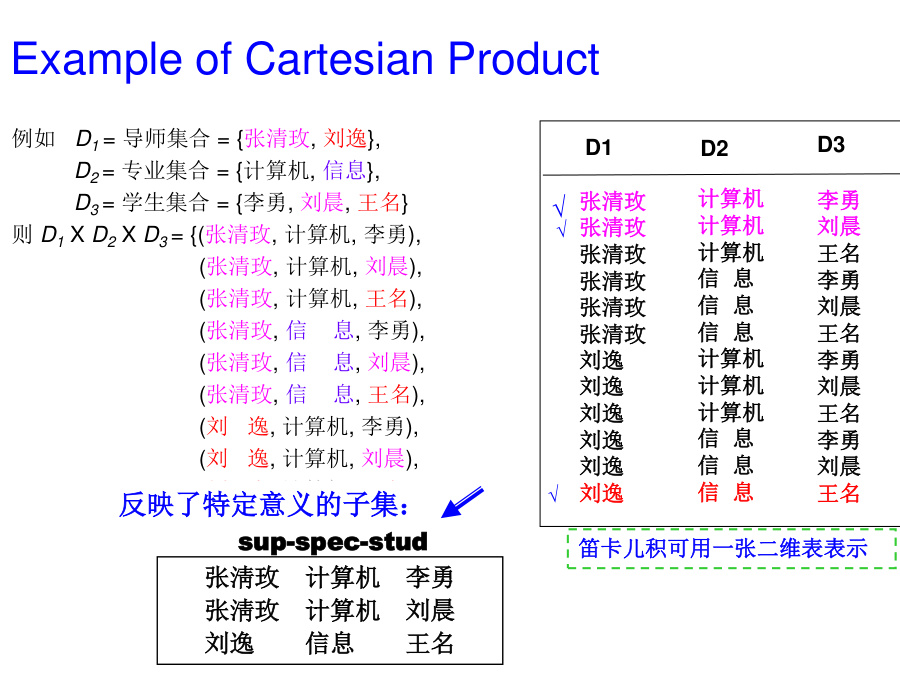 Example of Cartesian Product
例如 D1 = 导师集合 = {张清玫, 刘逸},
D2 = 专业集合 = {计算机, 信息},
D3 = 学生集合 = {李勇, 刘晨, 王名}
则 D1 X D2 X D3 = {(张清玫, 计算机, 李勇),
(张清玫, 计算机, 刘晨),
(张清玫, 计算机, 王名),
(张清玫, 信 息, 李勇),
(张清玫, 信 息, 刘晨),
(张清玫, 信 息, 王名),
(刘 逸, 计算机, 李勇),
(刘 逸, 计算机, 刘晨),
反映了特定意义的子集：
sup-spec-stud
张清玫 计算机 李勇
张清玫 计算机 刘晨
刘逸 信息 王名
D1 D2 D3
√ 张清玫 计算机 李勇
√ 张清玫 计算机 刘晨
张清玫 计算机 王名
张清玫 信 息 李勇
张清玫 信 息 刘晨
张清玫 信 息 王名
刘逸 计算机 李勇
刘逸 计算机 刘晨
刘逸 计算机 王名
刘逸 信 息 李勇
刘逸 信 息 刘晨
√ 刘逸 信 息 王名
笛卡儿积可用一张二维表表示